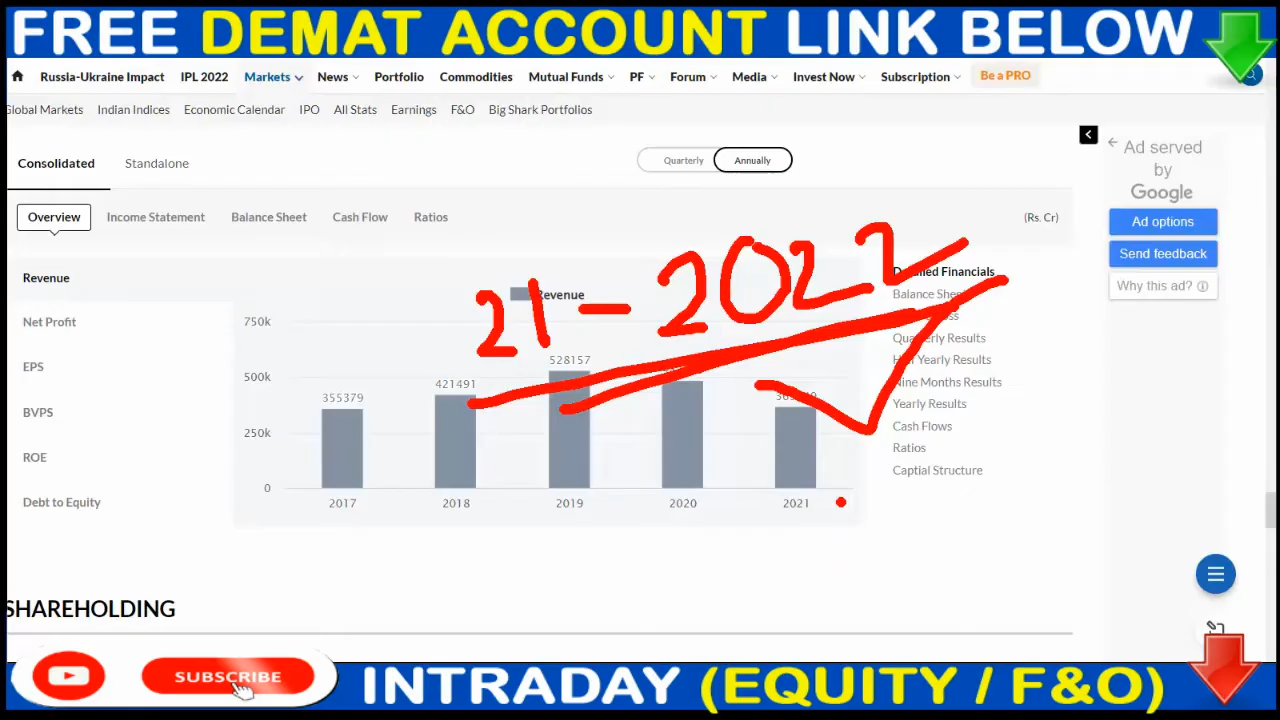 FREE DEMAT ACCOUNT LINK BELOW
Russia-Ukraine Impact IPL 2022 Markets News Portfolio Commodities Mutual Funds PF Forum Media Invest Now Subscription Be a PRO
Global Markets Indian Indices Economic Calendar IPO All Stats Earnings F&O Big Shark Portfolios
Consolidated Standalone Quarterly Annually
Ad served
by
Google
Ad options
Send feedback
Why this ad?
Overview Income Statement Balance Sheet Cash Flow Ratios (Rs. Cr)
21-2022
Revenue
Net Profit
EPS
BVPS
ROE
Debt to Equity
Revenue
750k
500k
250k
0
355379 421491 528157
2017 2018 2019 2020 2021
Detailed Financials
Balance Sheet
Quarterly Results
Half Yearly Results
Nine Months Results
Yearly Results
Cash Flows
Ratios
Captial Structure
SHAREHOLDING
SUBSCRIBE
INTRADAY (EQUITY / F&O)